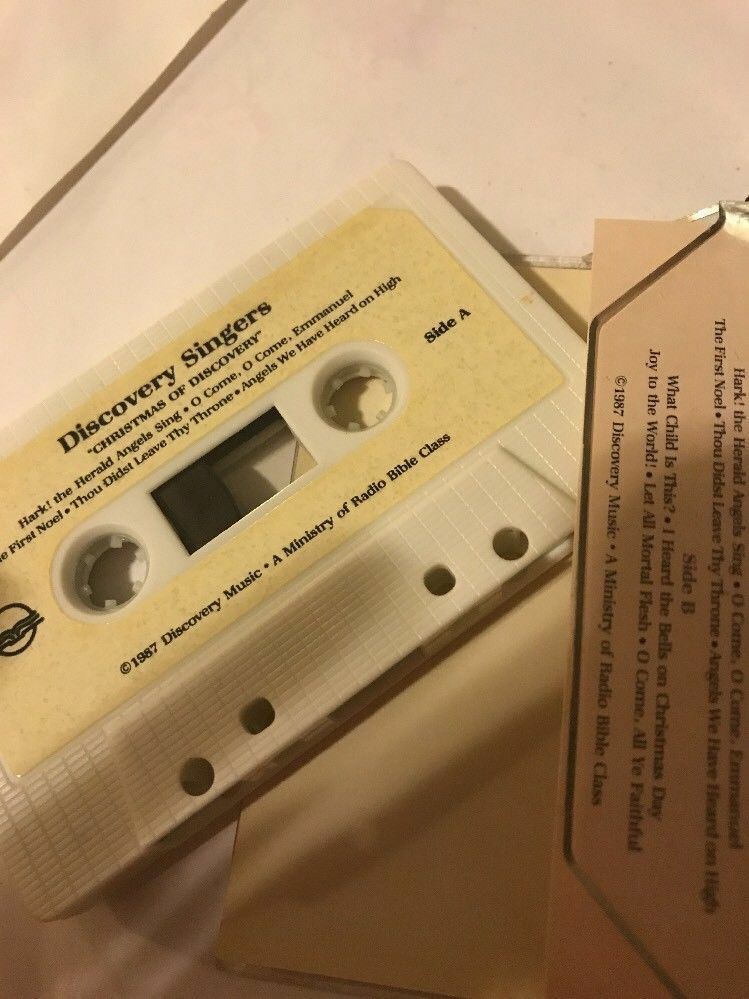 Discovery Singers
"CHRISTMAS OF DISCOVERY"
Hark! the Herald Angels Sing • O Come, O Come, Emmanuel
First Noel • Thou Didst Leave Thy Throne • Angels We Have Heard on High
Side A
©1987 Discovery Music • A Ministry of Radio Bible Class
Hark! the Herald Angels Sing • O Come, O Come, Emmanuel
The First Noel • Thou Didst Leave Thy Throne • Angels We Have Heard on High
Side B
What Child Is This? • I Heard the Bells on Christmas Day
Joy to the World! • Let All Mortal Flesh • O Come, All Ye Faithful
©1987 Discovery Music • A Ministry of Radio Bible Class